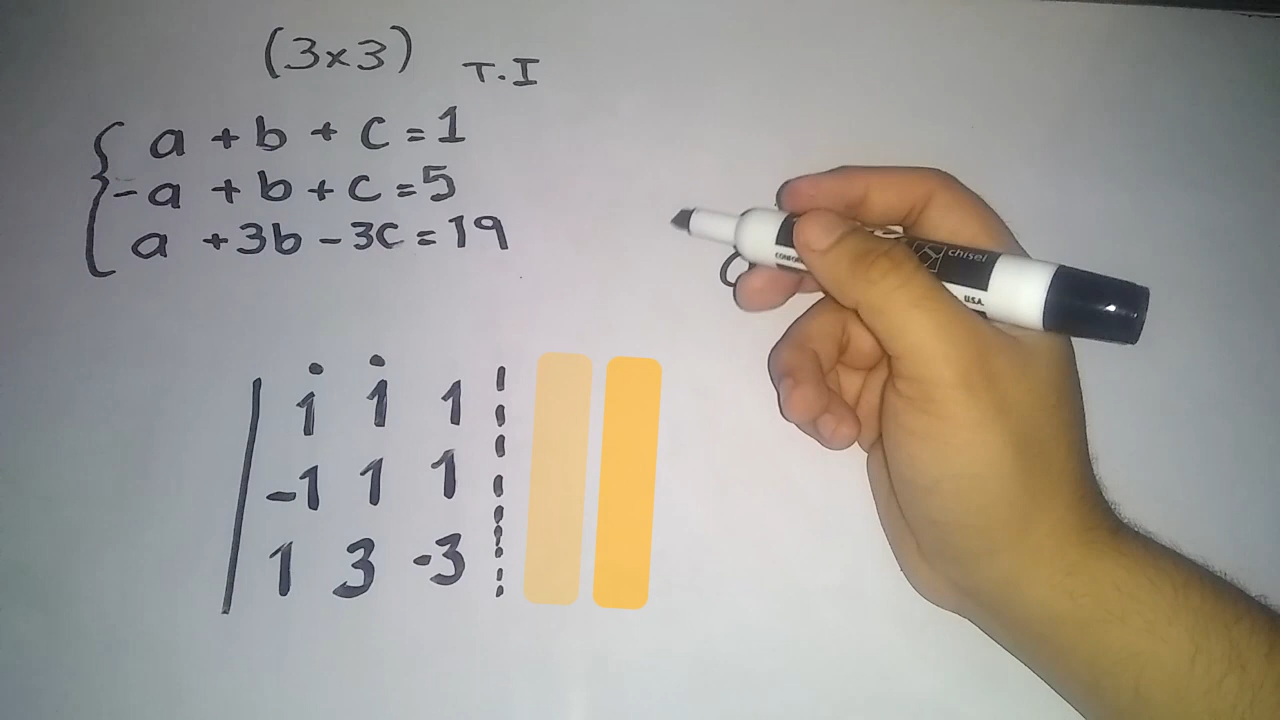 (3x3) T.I
a + b + c = 1
-a + b + c = 5
a + 3b - 3c = 19
chisel
U.S.A.
1 1 1
-1 1 1
1 3 -3